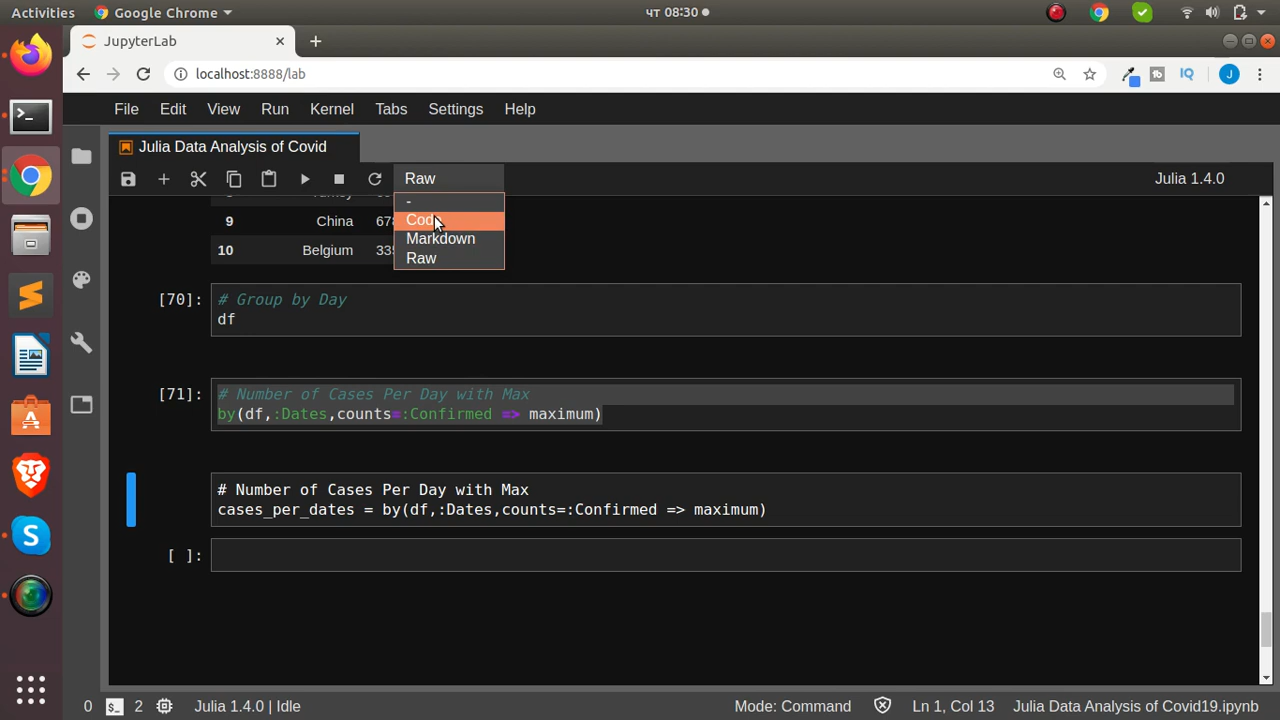 Activities Google Chrome чт 08:30
JupyterLab
localhost:8888/lab
IQ J
File Edit View Run Kernel Tabs Settings Help
Julia Data Analysis of Covid
Raw Julia 1.4.0
-
Code
Markdown
Raw
9 China 678
10 Belgium 335
[70]: # Group by Day
df
[71]: # Number of Cases Per Day with Max
by(df,:Dates,counts=:Confirmed => maximum)
# Number of Cases Per Day with Max
cases_per_dates = by(df,:Dates,counts=:Confirmed => maximum)
[ ]:
0 $_ 2 Julia 1.4.0 | Idle Mode: Command Ln 1, Col 13 Julia Data Analysis of Covid19.ipynb